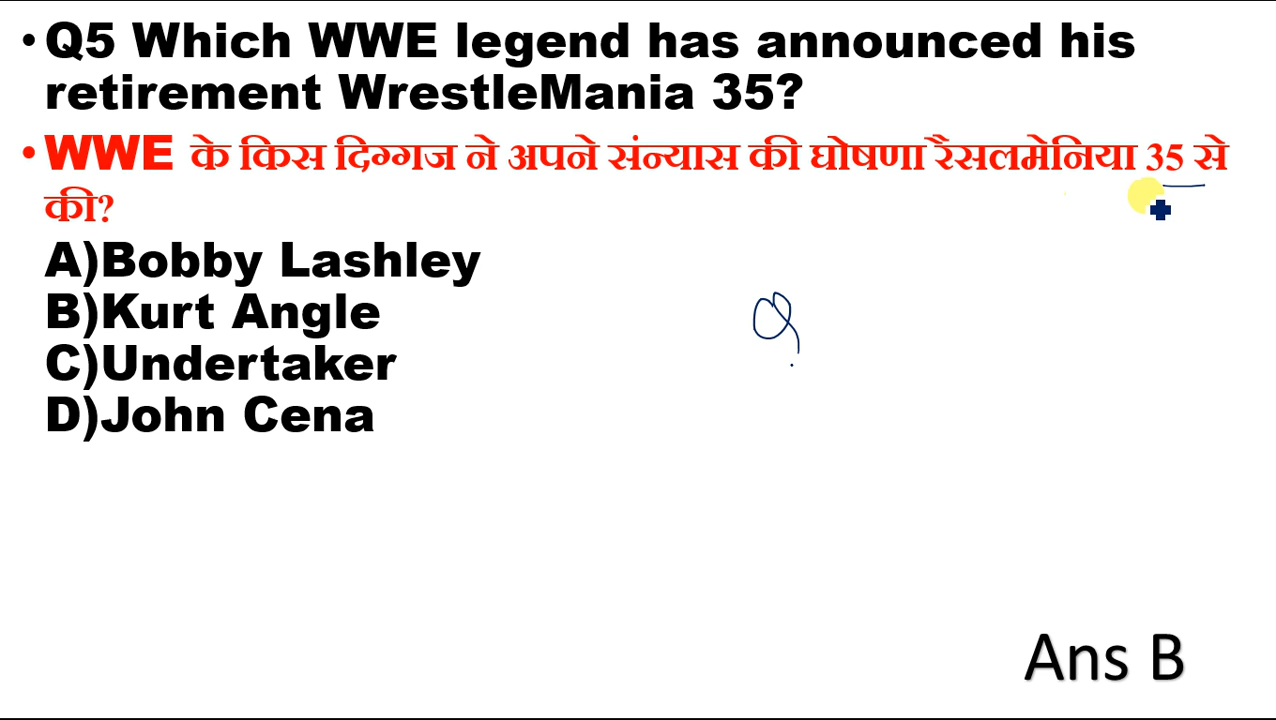 • Q5 Which WWE legend has announced his
retirement WrestleMania 35?
• WWE के किस दिग्गज ने अपने संन्यास की घोषणा रैसलमेनिया 35 से
की?
A)Bobby Lashley
B)Kurt Angle
C)Undertaker
D)John Cena
Ans B